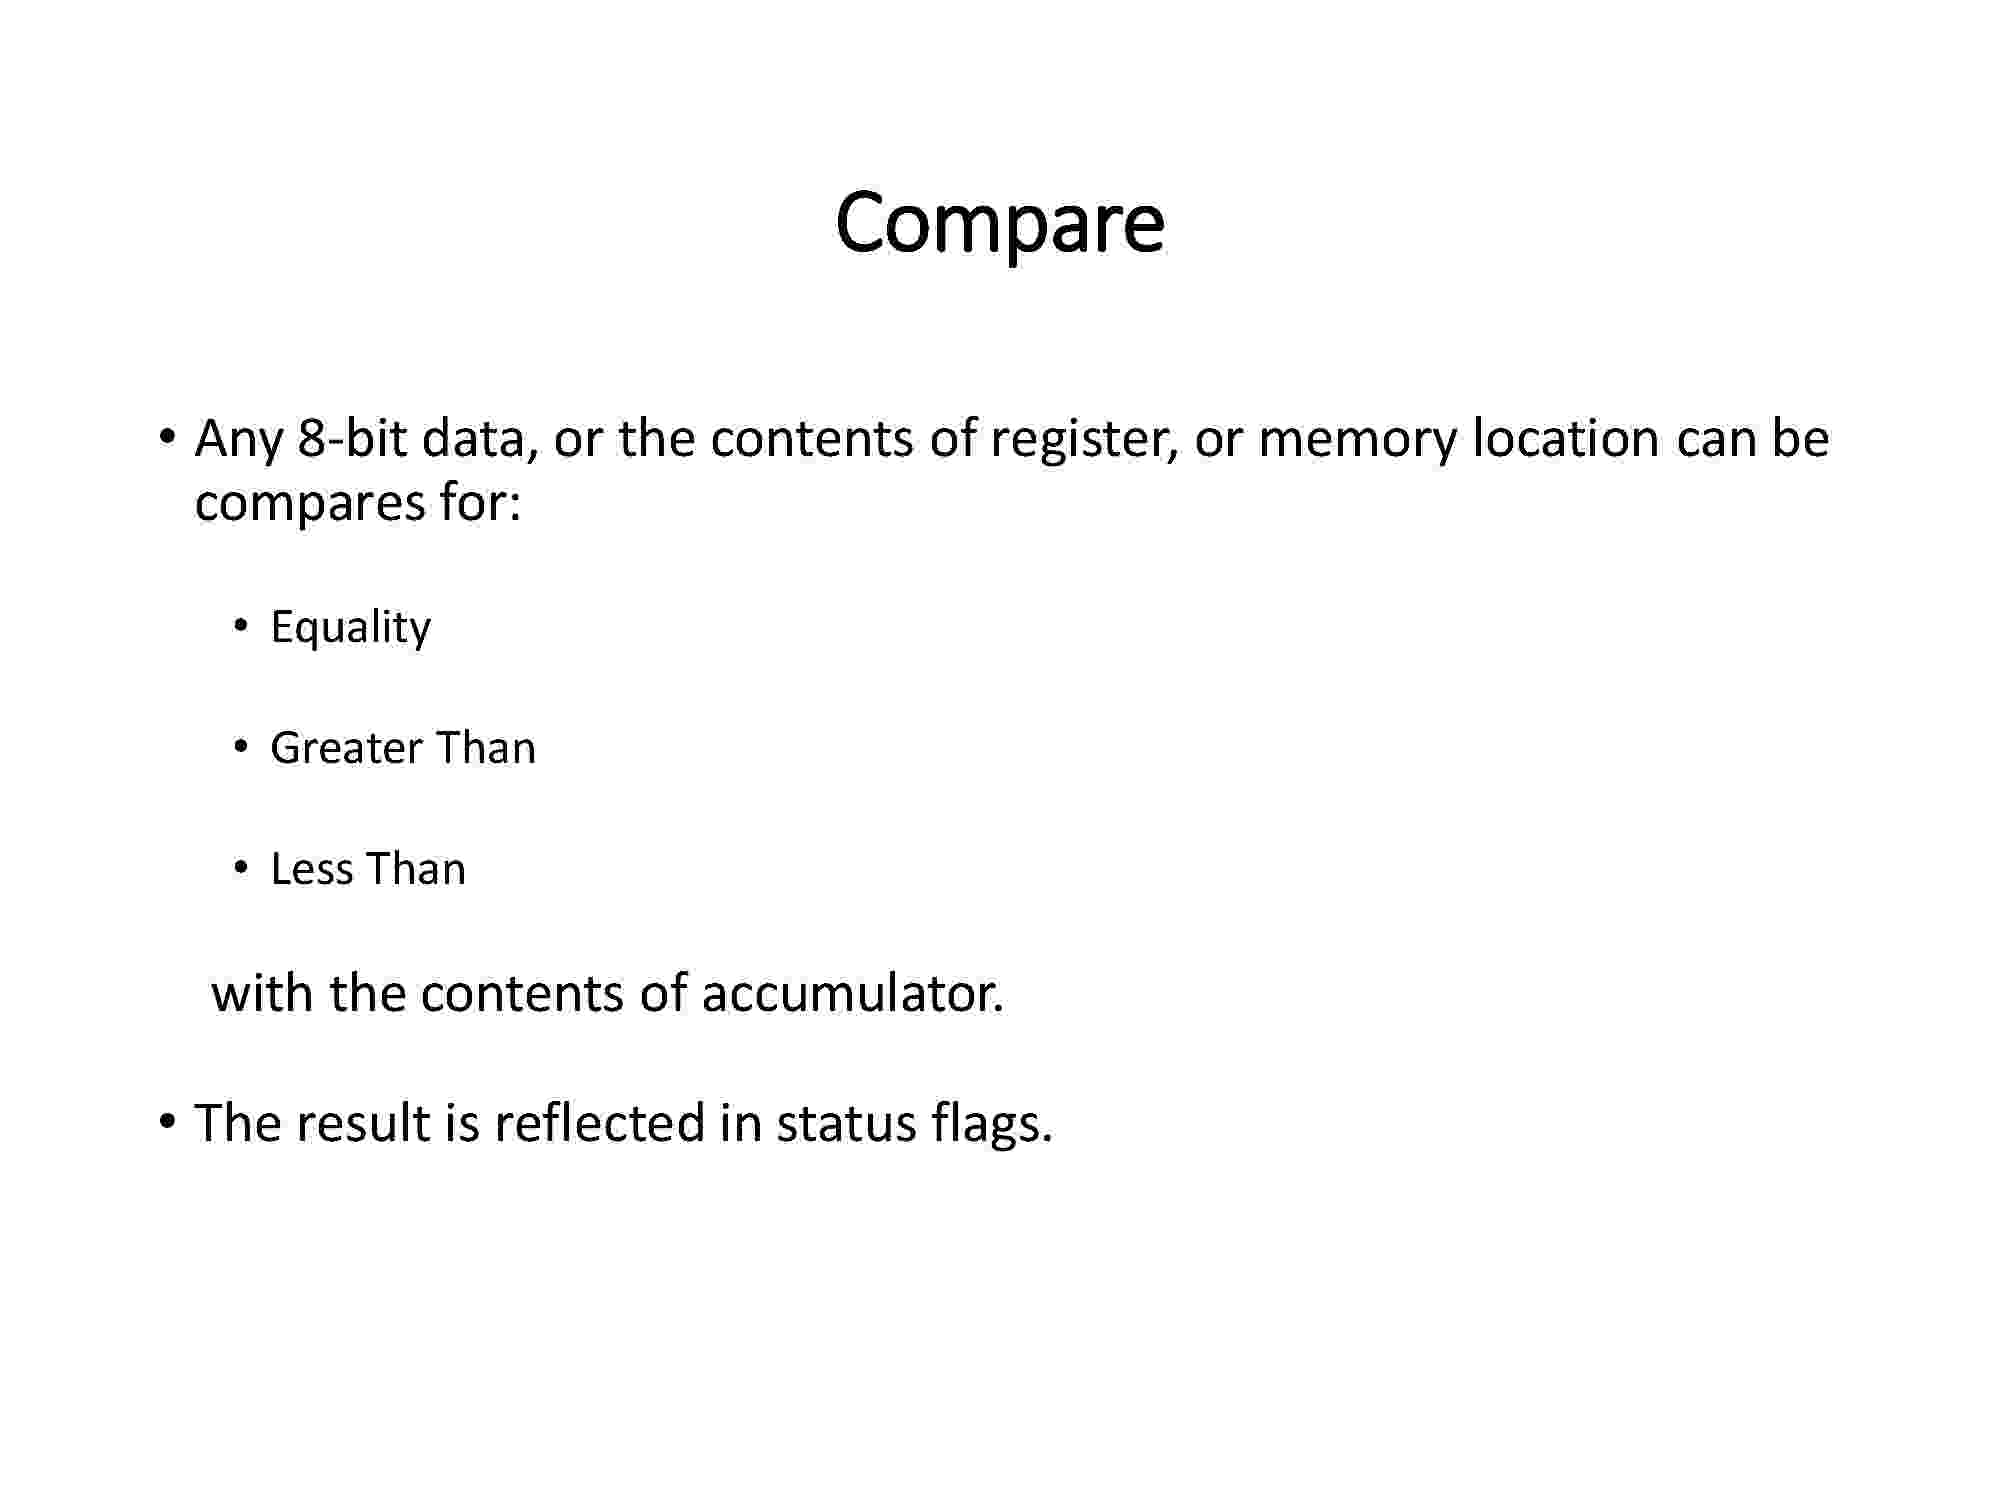 Compare
• Any 8-bit data, or the contents of register, or memory location can be
compares for:
• Equality
• Greater Than
• Less Than
with the contents of accumulator.
• The result is reflected in status flags.